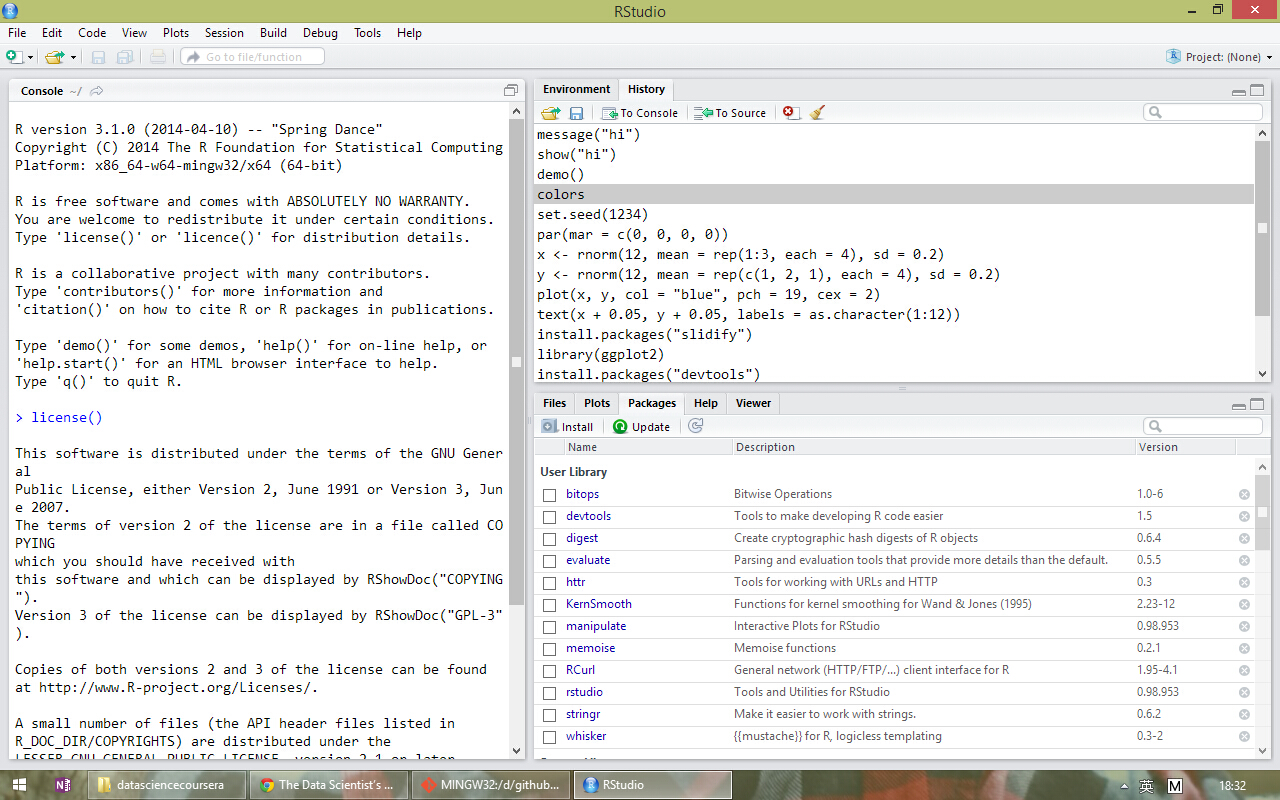 RStudio
File Edit Code View Plots Session Build Debug Tools Help
Go to file/function
Project: (None)
Console ~/
R version 3.1.0 (2014-04-10) -- "Spring Dance"
Copyright (C) 2014 The R Foundation for Statistical Computing
Platform: x86_64-w64-mingw32/x64 (64-bit)
R is free software and comes with ABSOLUTELY NO WARRANTY.
You are welcome to redistribute it under certain conditions.
Type 'license()' or 'licence()' for distribution details.
R is a collaborative project with many contributors.
Type 'contributors()' for more information and
'citation()' on how to cite R or R packages in publications.
Type 'demo()' for some demos, 'help()' for on-line help, or
'help.start()' for an HTML browser interface to help.
Type 'q()' to quit R.
> license()
This software is distributed under the terms of the GNU Gener
al
Public License, either Version 2, June 1991 or Version 3, Jun
e 2007.
The terms of version 2 of the license are in a file called CO
PYING
which you should have received with
this software and which can be displayed by RShowDoc("COPYING
").
Version 3 of the license can be displayed by RShowDoc("GPL-3"
).
Copies of both versions 2 and 3 of the license can be found
at http://www.R-project.org/Licenses/.
A small number of files (the API header files listed in
R_DOC_DIR/COPYRIGHTS) are distributed under the
LESSER GNU GENERAL PUBLIC LICENSE, version 2.1 or later
Environment History
To Console To Source
message("hi")
show("hi")
demo()
colors
set.seed(1234)
par(mar = c(0, 0, 0, 0))
x <- rnorm(12, mean = rep(1:3, each = 4), sd = 0.2)
y <- rnorm(12, mean = rep(c(1, 2, 1), each = 4), sd = 0.2)
plot(x, y, col = "blue", pch = 19, cex = 2)
text(x + 0.05, y + 0.05, labels = as.character(1:12))
install.packages("slidify")
library(ggplot2)
install.packages("devtools")
Files Plots Packages Help Viewer
Install Update
Name Description Version
User Library
bitops Bitwise Operations 1.0-6
devtools Tools to make developing R code easier 1.5
digest Create cryptographic hash digests of R objects 0.6.4
evaluate Parsing and evaluation tools that provide more details than the default. 0.5.5
httr Tools for working with URLs and HTTP 0.3
KernSmooth Functions for kernel smoothing for Wand & Jones (1995) 2.23-12
manipulate Interactive Plots for RStudio 0.98.953
memoise Memoise functions 0.2.1
RCurl General network (HTTP/FTP/...) client interface for R 1.95-4.1
rstudio Tools and Utilities for RStudio 0.98.953
stringr Make it easier to work with strings. 0.6.2
whisker {{mustache}} for R, logicless templating 0.3-2
datasciencecoursera The Data Scientist's ... MINGW32:/d/github... RStudio 英 M 18:32